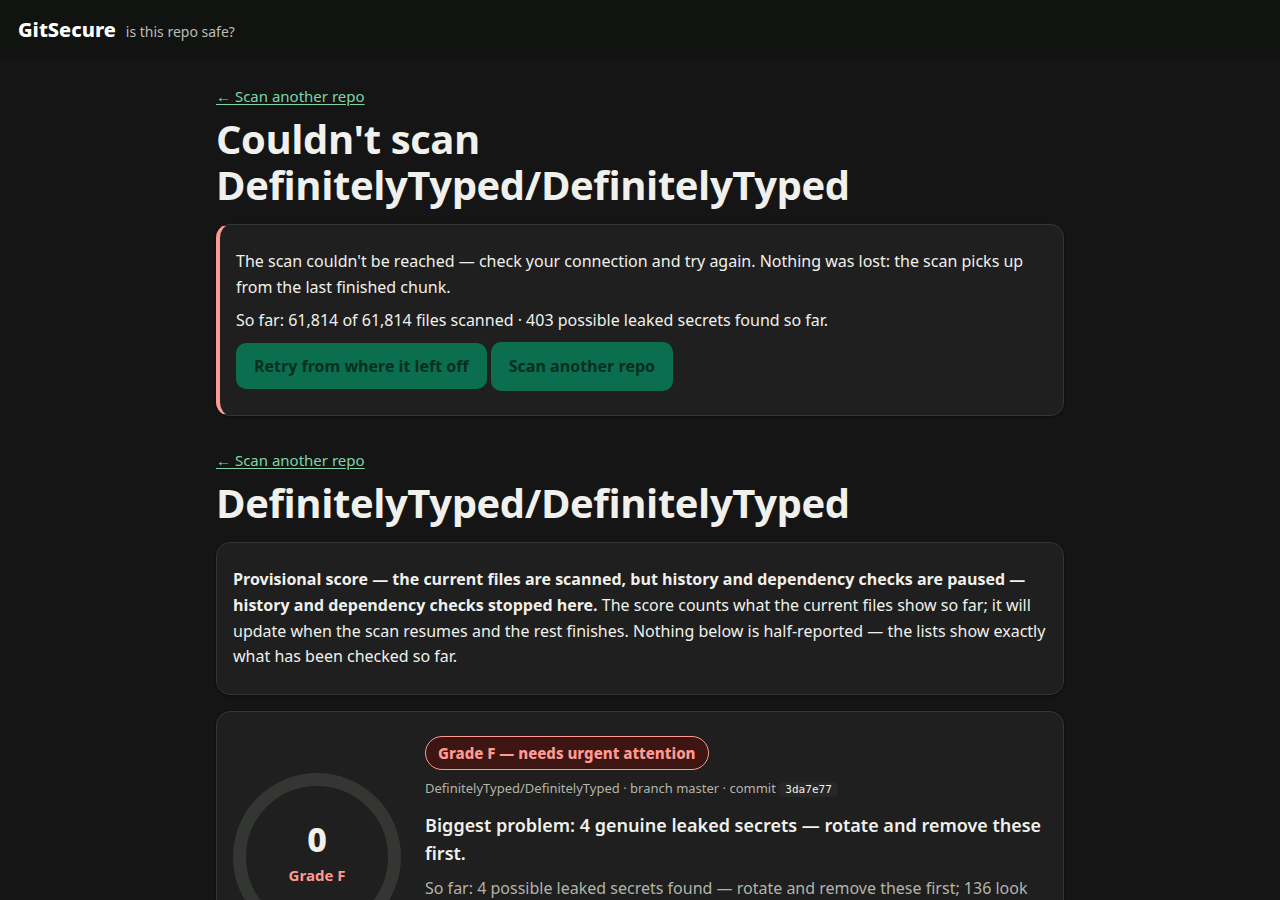 GitSecure is this repo safe?
← Scan another repo
Couldn't scan
DefinitelyTyped/DefinitelyTyped
The scan couldn't be reached — check your connection and try again. Nothing was lost: the scan picks up
from the last finished chunk.
So far: 61,814 of 61,814 files scanned · 403 possible leaked secrets found so far.
Retry from where it left off Scan another repo
← Scan another repo
DefinitelyTyped/DefinitelyTyped
Provisional score — the current files are scanned, but history and dependency checks are paused —
history and dependency checks stopped here. The score counts what the current files show so far; it will
update when the scan resumes and the rest finishes. Nothing below is half-reported — the lists show exactly
what has been checked so far.
Grade F — needs urgent attention
DefinitelyTyped/DefinitelyTyped · branch master · commit 3da7e77
Biggest problem: 4 genuine leaked secrets — rotate and remove these
first.
0
Grade F
So far: 4 possible leaked secrets found — rotate and remove these first; 136 look